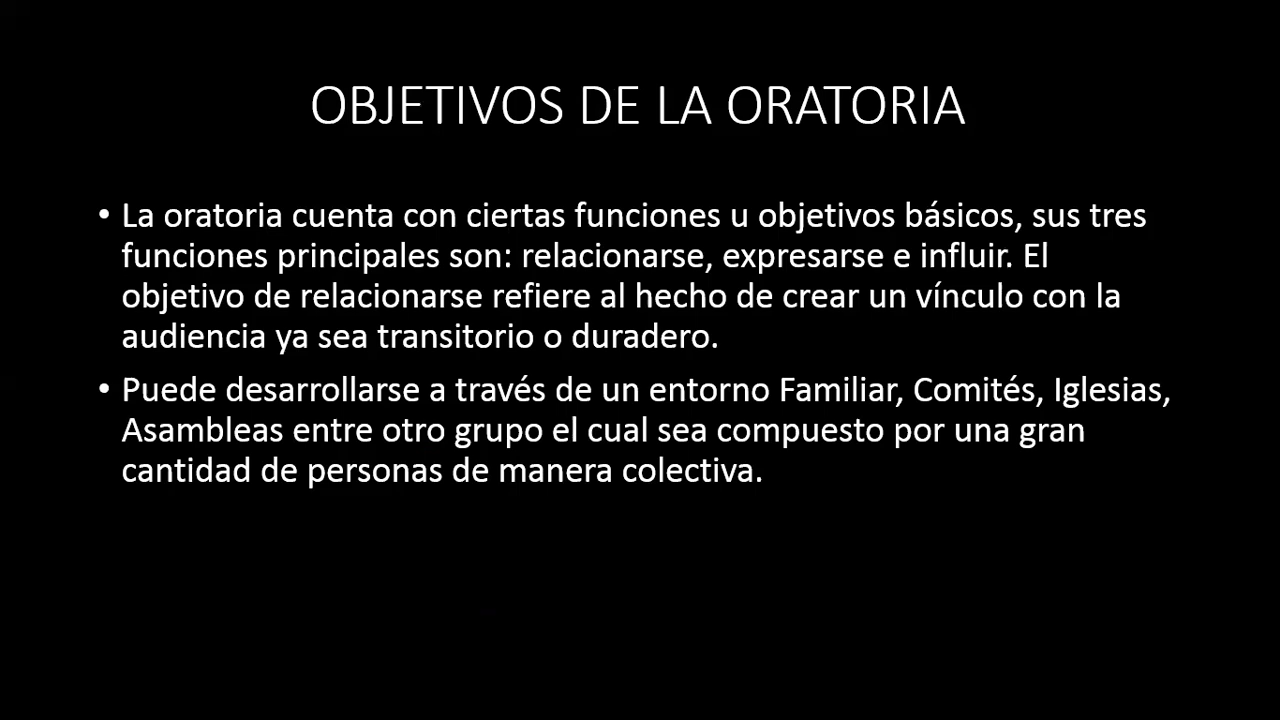 OBJETIVOS DE LA ORATORIA
• La oratoria cuenta con ciertas funciones u objetivos básicos, sus tres
funciones principales son: relacionarse, expresarse e influir. El
objetivo de relacionarse refiere al hecho de crear un vínculo con la
audiencia ya sea transitorio o duradero.
• Puede desarrollarse a través de un entorno Familiar, Comités, Iglesias,
Asambleas entre otro grupo el cual sea compuesto por una gran
cantidad de personas de manera colectiva.